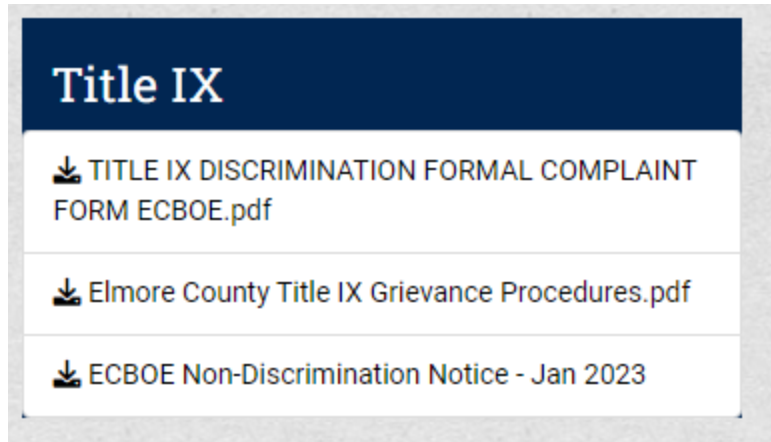 Title IX
TITLE IX DISCRIMINATION FORMAL COMPLAINT
FORM ECBOE.pdf
Elmore County Title IX Grievance Procedures.pdf
ECBOE Non-Discrimination Notice - Jan 2023